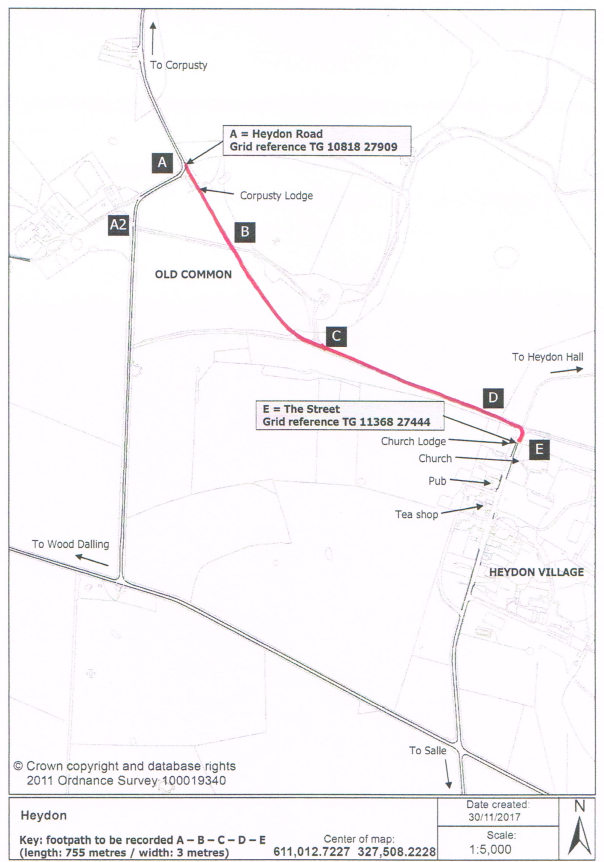 To Corpusty
A = Heydon Road
Grid reference TG 10818 27909
A
Corpusty Lodge
A2
B
OLD COMMON
C
To Heydon Hall
D
E = The Street
Grid reference TG 11368 27444
Church Lodge
E
Church
Pub
Tea shop
To Wood Dalling
HEYDON VILLAGE
To Salle
© Crown copyright and database rights
2011 Ordnance Survey 100019340
Heydon
Key: footpath to be recorded A – B – C – D – E
(length: 755 metres / width: 3 metres)
Center of map:
611,012.7227 327,508.2228
Date created:
30/11/2017
Scale:
1:5,000
N